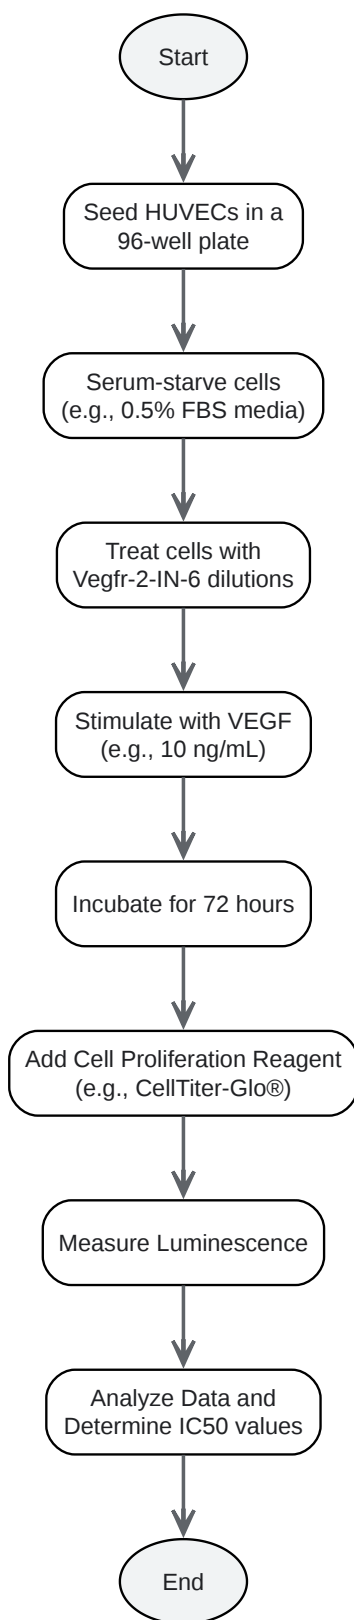 Start
Seed HUVECs in a
96-well plate
Serum-starve cells
(e.g., 0.5% FBS media)
Treat cells with
Vegfr-2-IN-6 dilutions
Stimulate with VEGF
(e.g., 10 ng/mL)
Incubate for 72 hours
Add Cell Proliferation Reagent
(e.g., CellTiter-Glo®)
Measure Luminescence
Analyze Data and
Determine IC50 values
End